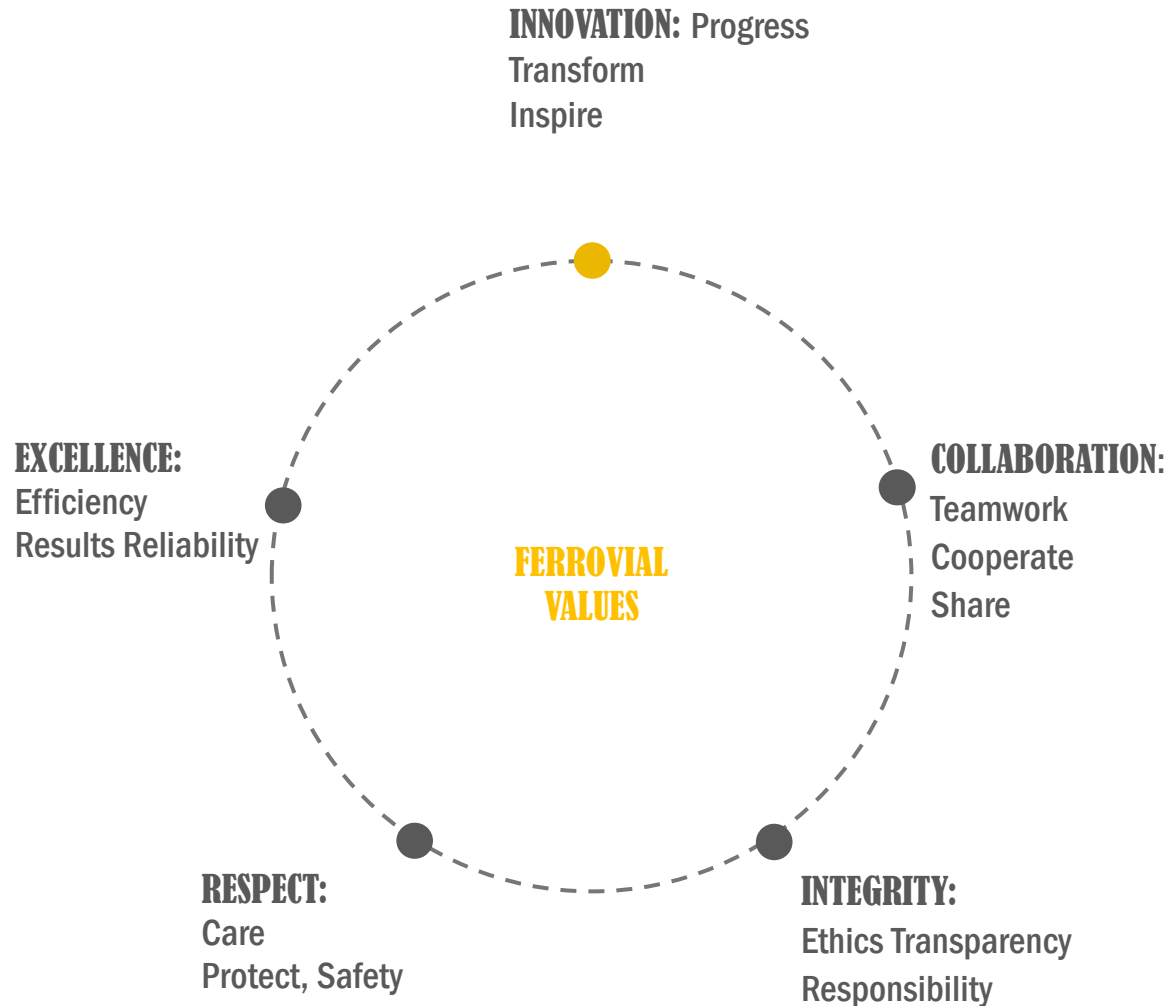 INNOVATION: Progress
Transform
Inspire
EXCELLENCE:
Efficiency
Results Reliability
COLLABORATION:
Teamwork
Cooperate
Share
FERROVIAL
VALUES
RESPECT:
Care
Protect, Safety
INTEGRITY:
Ethics Transparency
Responsibility